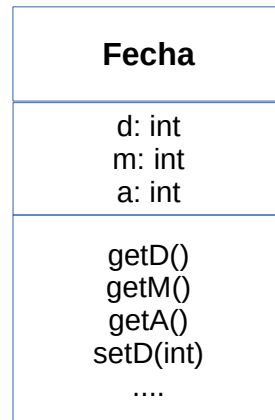 Fecha
d: int
m: int
a: int
getD()
getM()
getA()
setD(int)
....